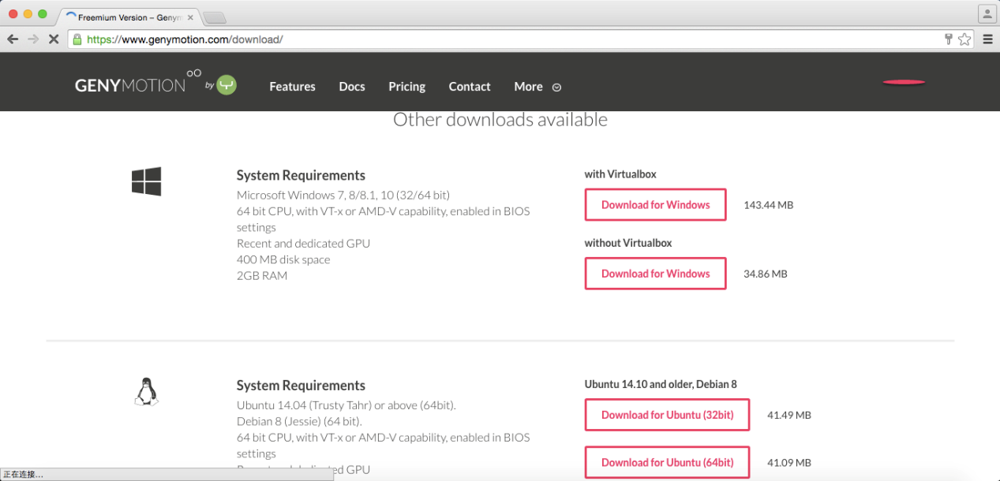 Freemium Version – Genym
https://www.genymotion.com/download/
GENYMOTION by
Features Docs Pricing Contact More
Other downloads available
System Requirements
Microsoft Windows 7, 8/8.1, 10 (32/64 bit)
64 bit CPU, with VT-x or AMD-V capability, enabled in BIOS
settings
Recent and dedicated GPU
400 MB disk space
2GB RAM
with Virtualbox
Download for Windows 143.44 MB
without Virtualbox
Download for Windows 34.86 MB
System Requirements
Ubuntu 14.04 (Trusty Tahr) or above (64bit).
Debian 8 (Jessie) (64 bit).
64 bit CPU, with VT-x or AMD-V capability, enabled in BIOS
settings
GPU
Ubuntu 14.10 and older, Debian 8
Download for Ubuntu (32bit) 41.49 MB
Download for Ubuntu (64bit) 41.09 MB
正在连接...